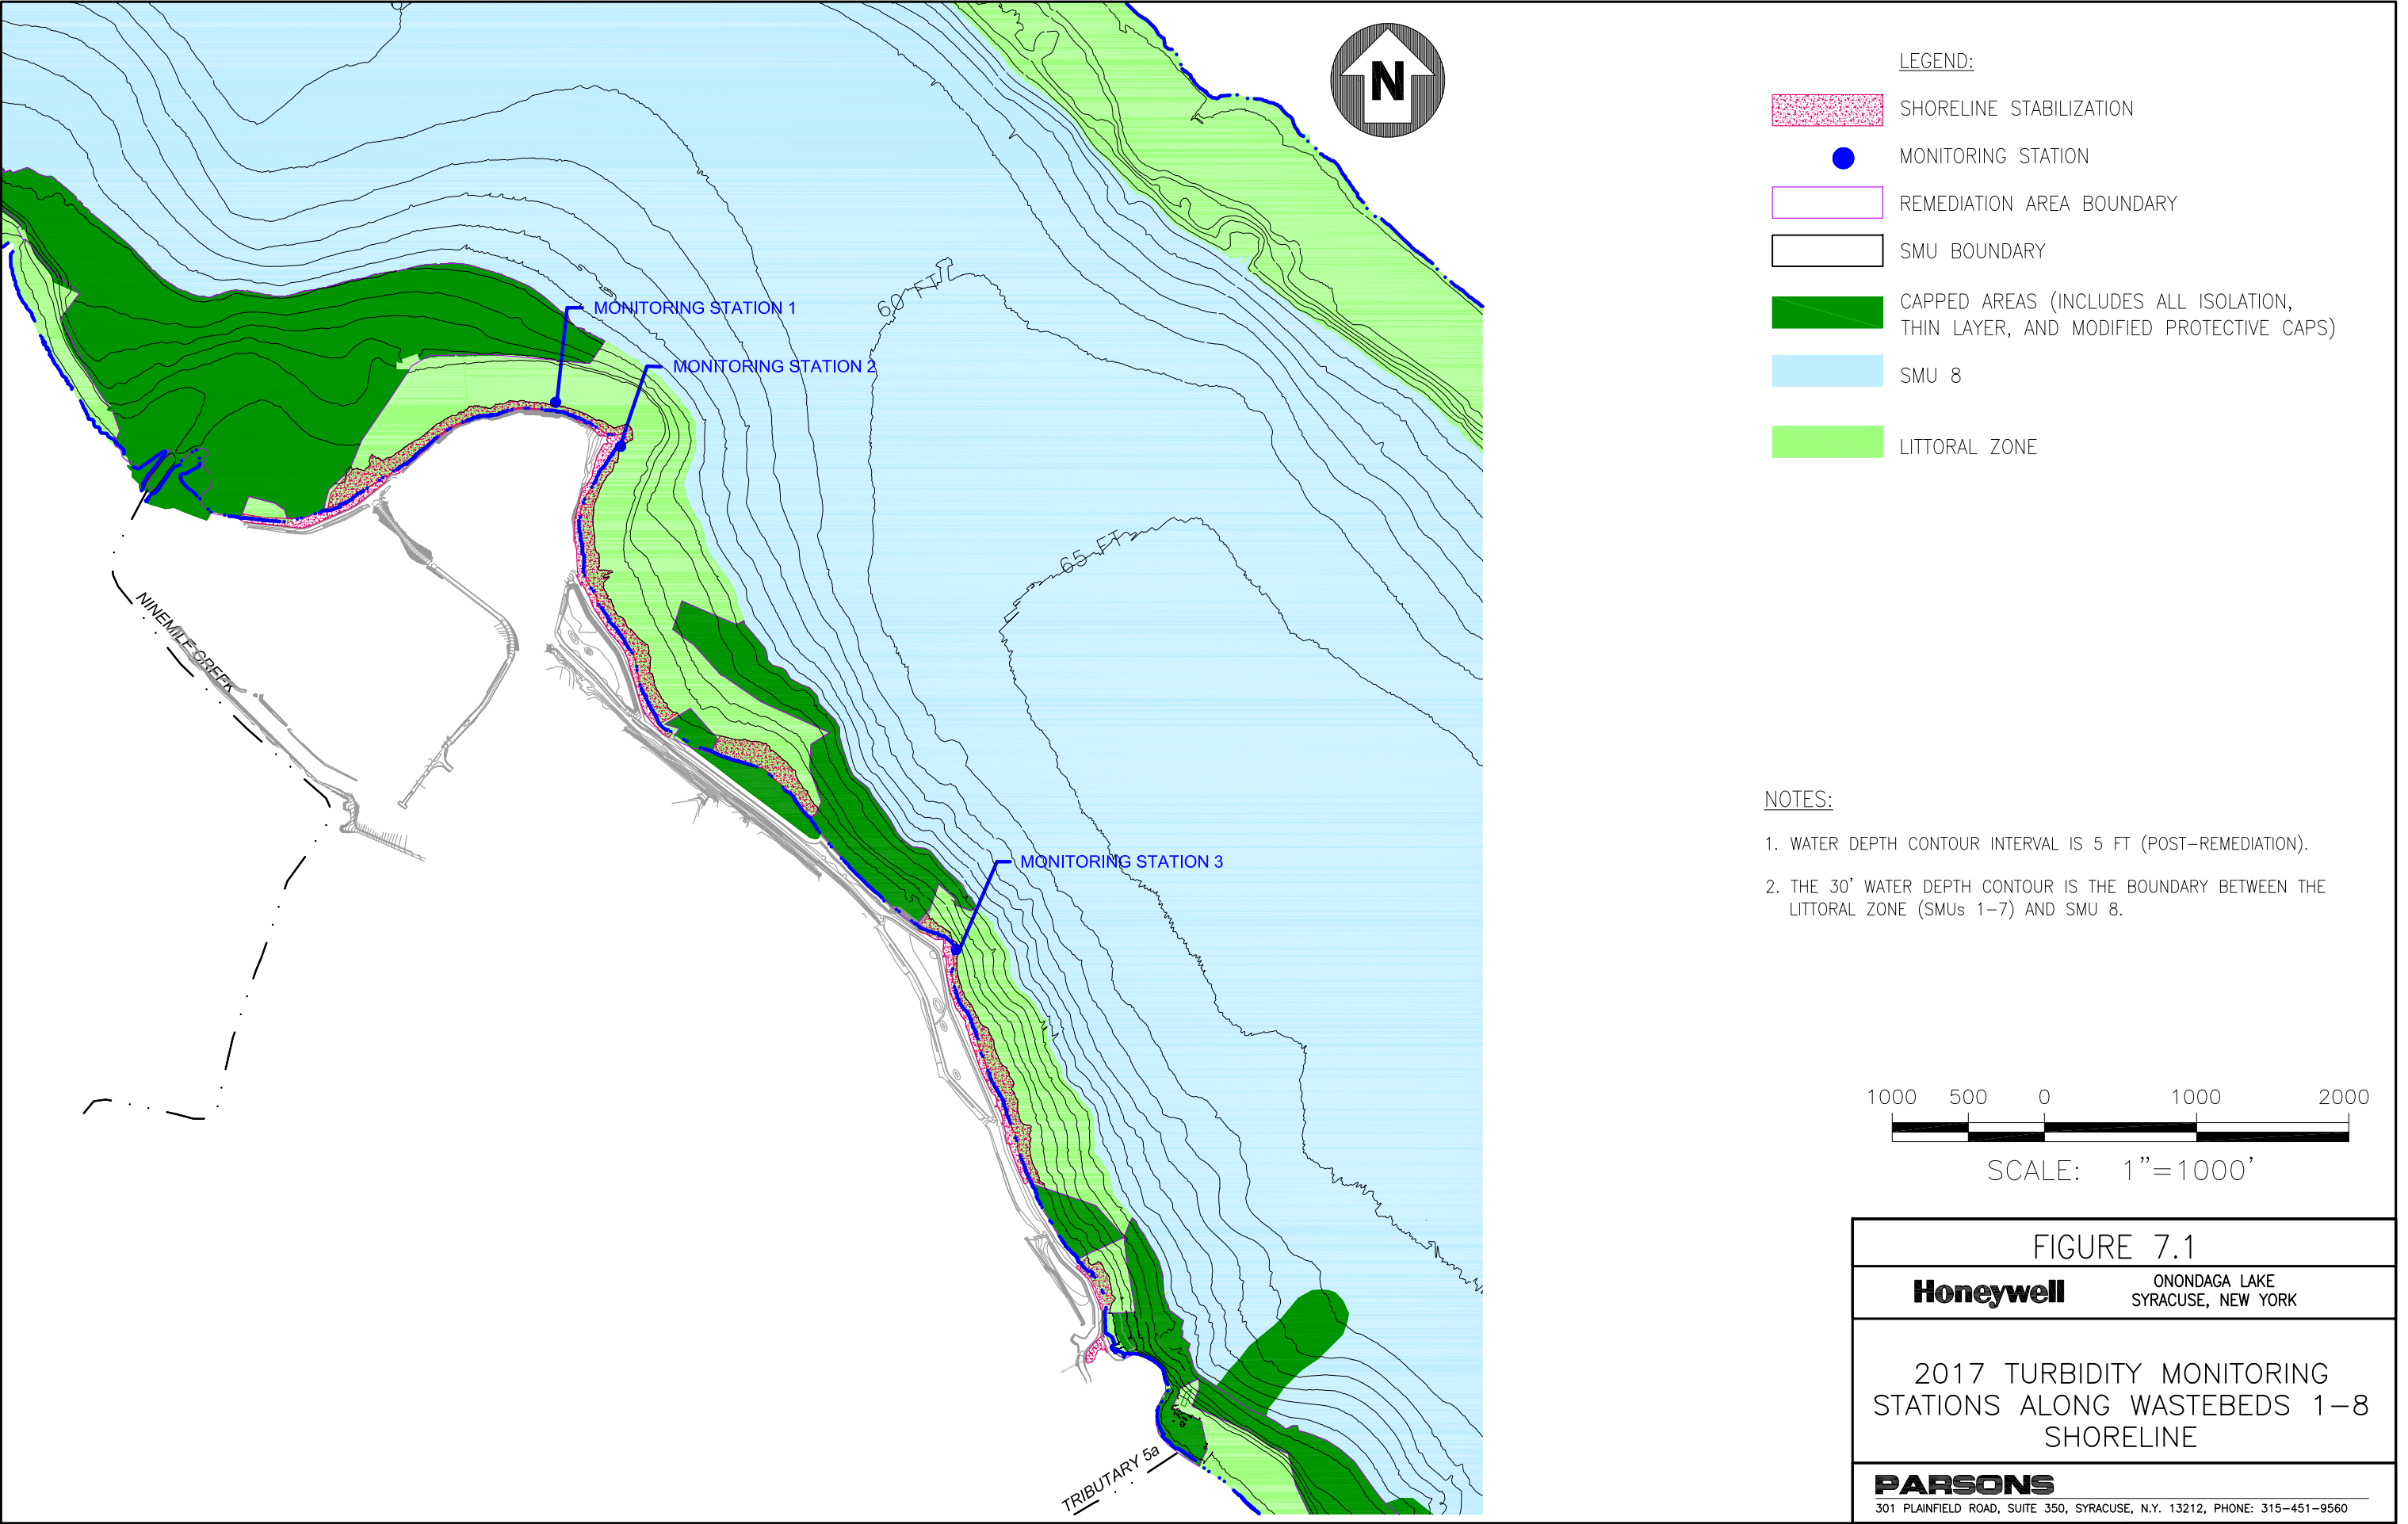 N
MONITORING STATION 1
MONITORING STATION 2
60 FT
65 FT
NINEMILE CREEK
MONITORING STATION 3
TRIBUTARY 5a
LEGEND:
SHORELINE STABILIZATION
MONITORING STATION
REMEDIATION AREA BOUNDARY
SMU BOUNDARY
CAPPED AREAS (INCLUDES ALL ISOLATION,
THIN LAYER, AND MODIFIED PROTECTIVE CAPS)
SMU 8
LITTORAL ZONE
NOTES:
1. WATER DEPTH CONTOUR INTERVAL IS 5 FT (POST-REMEDIATION).
2. THE 30' WATER DEPTH CONTOUR IS THE BOUNDARY BETWEEN THE
LITTORAL ZONE (SMUs 1-7) AND SMU 8.
1000 500 0 1000 2000
SCALE: 1"=1000'
FIGURE 7.1
Honeywell
ONONDAGA LAKE
SYRACUSE, NEW YORK
2017 TURBIDITY MONITORING
STATIONS ALONG WASTEBEDS 1-8
SHORELINE
PARSONS
301 PLAINFIELD ROAD, SUITE 350, SYRACUSE, N.Y. 13212, PHONE: 315-451-9560